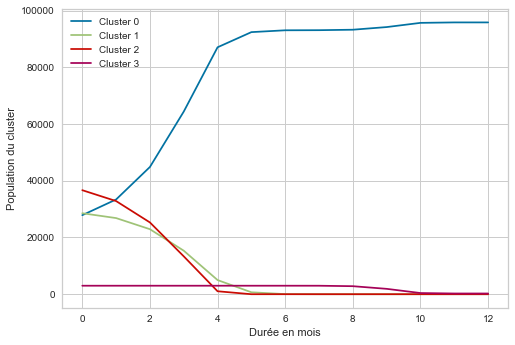 Cluster 0
Cluster 1
Cluster 2
Cluster 3
100000
80000
60000
40000
20000
0
Population du cluster
0 2 4 6 8 10 12
Durée en mois